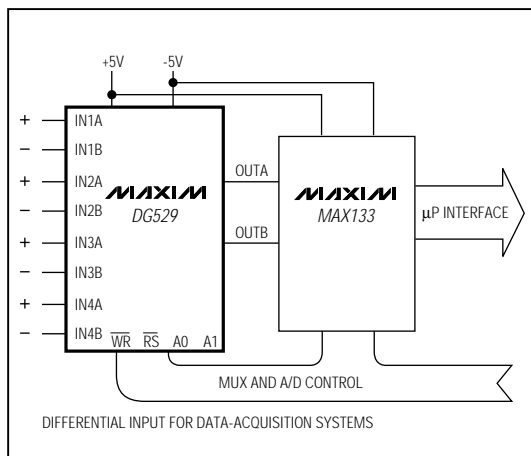 +5V -5V
+ IN1A
− IN1B
+ IN2A
− IN2B
+ IN3A
− IN3B
+ IN4A
− IN4B
MAXIM
DG529
WR RS A0 A1
OUTA
OUTB
MAXIM
MAX133
µP INTERFACE
MUX AND A/D CONTROL
DIFFERENTIAL INPUT FOR DATA-ACQUISITION SYSTEMS